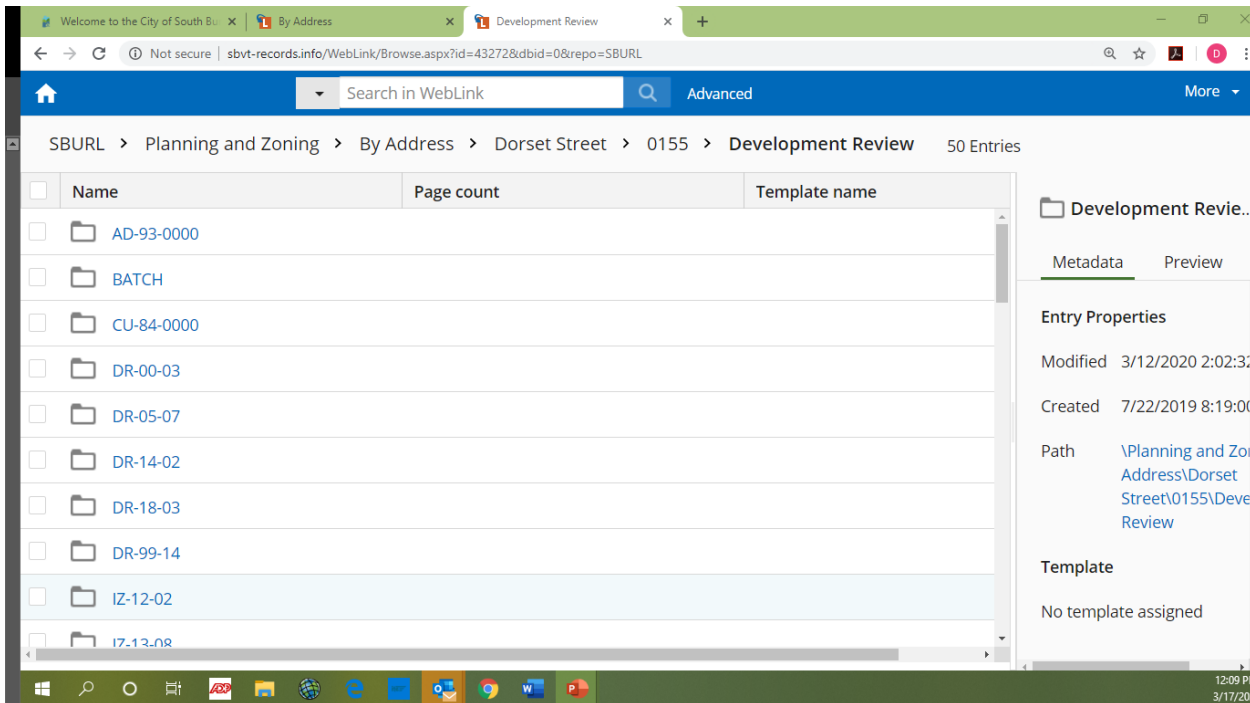 Welcome to the City of South Bu
By Address
Development Review
Not secure | sbvt-records.info/WebLink/Browse.aspx?id=43272&dbid=0&repo=SBURL
D
Search in WebLink
Advanced
More
SBURL > Planning and Zoning > By Address > Dorset Street > 0155 > Development Review 50 Entries
Name Page count Template name
AD-93-0000
BATCH
CU-84-0000
DR-00-03
DR-05-07
DR-14-02
DR-18-03
DR-99-14
IZ-12-02
IZ-13-08
Development Revie...
Metadata Preview
Entry Properties
Modified 3/12/2020 2:02:32
Created 7/22/2019 8:19:00
Path \Planning and Zo
Address\Dorset
Street\0155\Deve
Review
Template
No template assigned
ADP
12:09 P
3/17/20